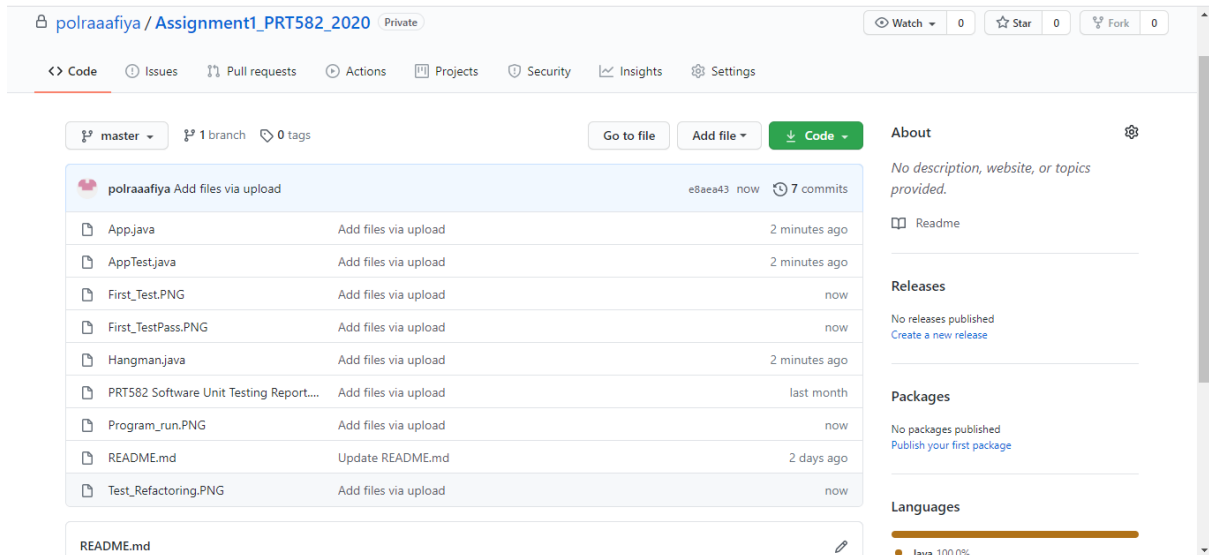 polraaafiya / Assignment1_PRT582_2020 Private
Watch 0 Star 0 Fork 0
<> Code Issues Pull requests Actions Projects Security Insights Settings
master 1 branch 0 tags Go to file Add file Code
polraaafiya Add files via upload e8aea43 now 7 commits
App.java Add files via upload 2 minutes ago
AppTest.java Add files via upload 2 minutes ago
First_Test.PNG Add files via upload now
First_TestPass.PNG Add files via upload now
Hangman.java Add files via upload 2 minutes ago
PRT582 Software Unit Testing Report.... Add files via upload last month
Program_run.PNG Add files via upload now
README.md Update README.md 2 days ago
Test_Refactoring.PNG Add files via upload now
README.md
About
No description, website, or topics
provided.
Readme
Releases
No releases published
Create a new release
Packages
No packages published
Publish your first package
Languages
Java 100.0%